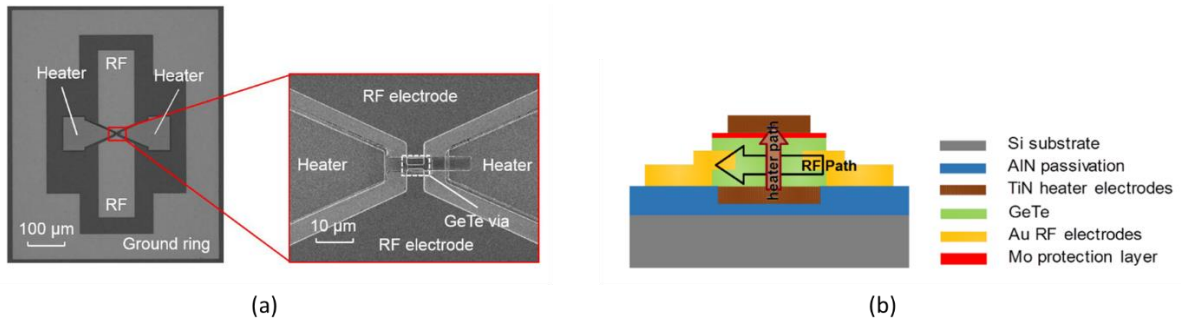 Heater
RF
Heater
RF
100 µm
Ground ring
RF electrode
Heater
Heater
GeTe via
10 µm
RF electrode
(a)
heater path
RF Path
Si substrate
AlN passivation
TiN heater electrodes
GeTe
Au RF electrodes
Mo protection layer
(b)